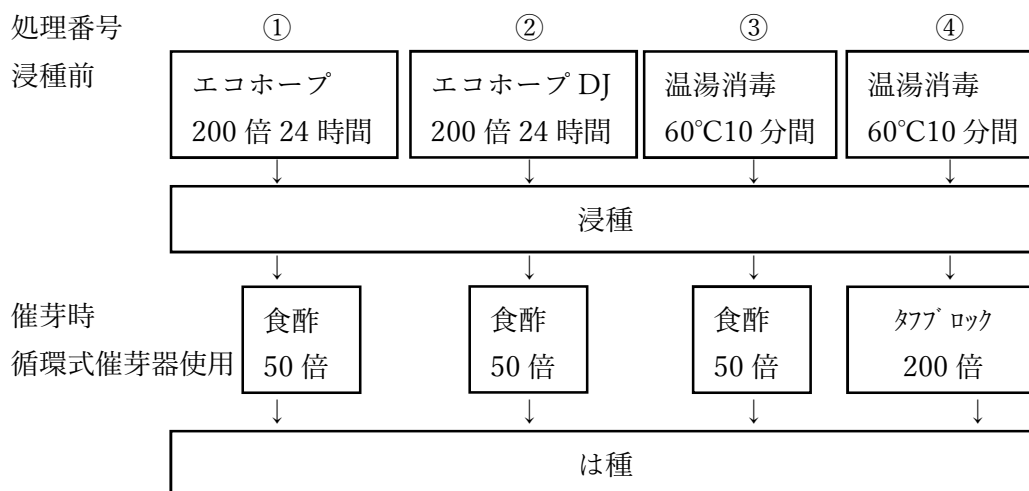 処理番号 ① ② ③ ④
浸種前
エコホープ
200 倍 24 時間
エコホープ DJ
200 倍 24 時間
温湯消毒
60℃10 分間
温湯消毒
60℃10 分間
↓ ↓ ↓ ↓
浸種
↓ ↓ ↓ ↓
催芽時
循環式催芽器使用
食酢
50 倍
食酢
50 倍
食酢
50 倍
ﾀﾌﾌﾞﾛｯｸ
200 倍
↓ ↓ ↓ ↓
は種